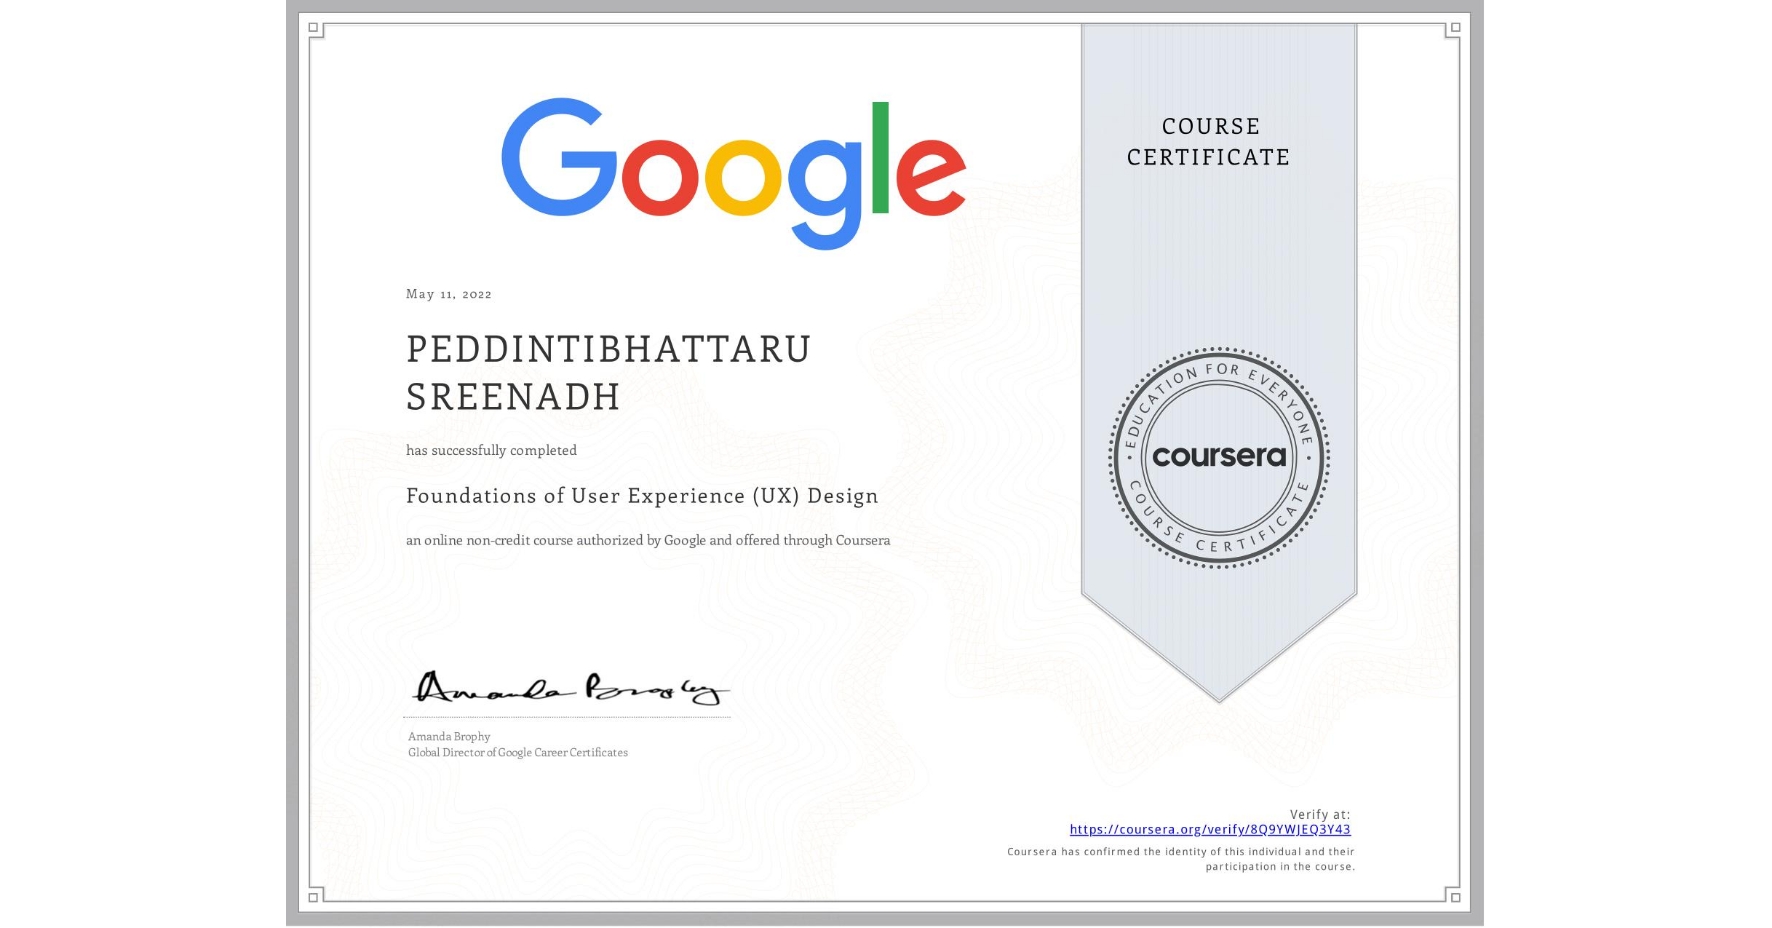 Google
COURSE
CERTIFICATE
May 11, 2022
PEDDINTIBHATTARU
SREENADH
has successfully completed
Foundations of User Experience (UX) Design
an online non-credit course authorized by Google and offered through Coursera
EDUCATION FOR EVERYONE
coursera
COURSE CERTIFICATE
Amanda Brophy
Amanda Brophy
Global Director of Google Career Certificates
Verify at:
https://coursera.org/verify/8Q9YWJEQ3Y43
Coursera has confirmed the identity of this individual and their
participation in the course.